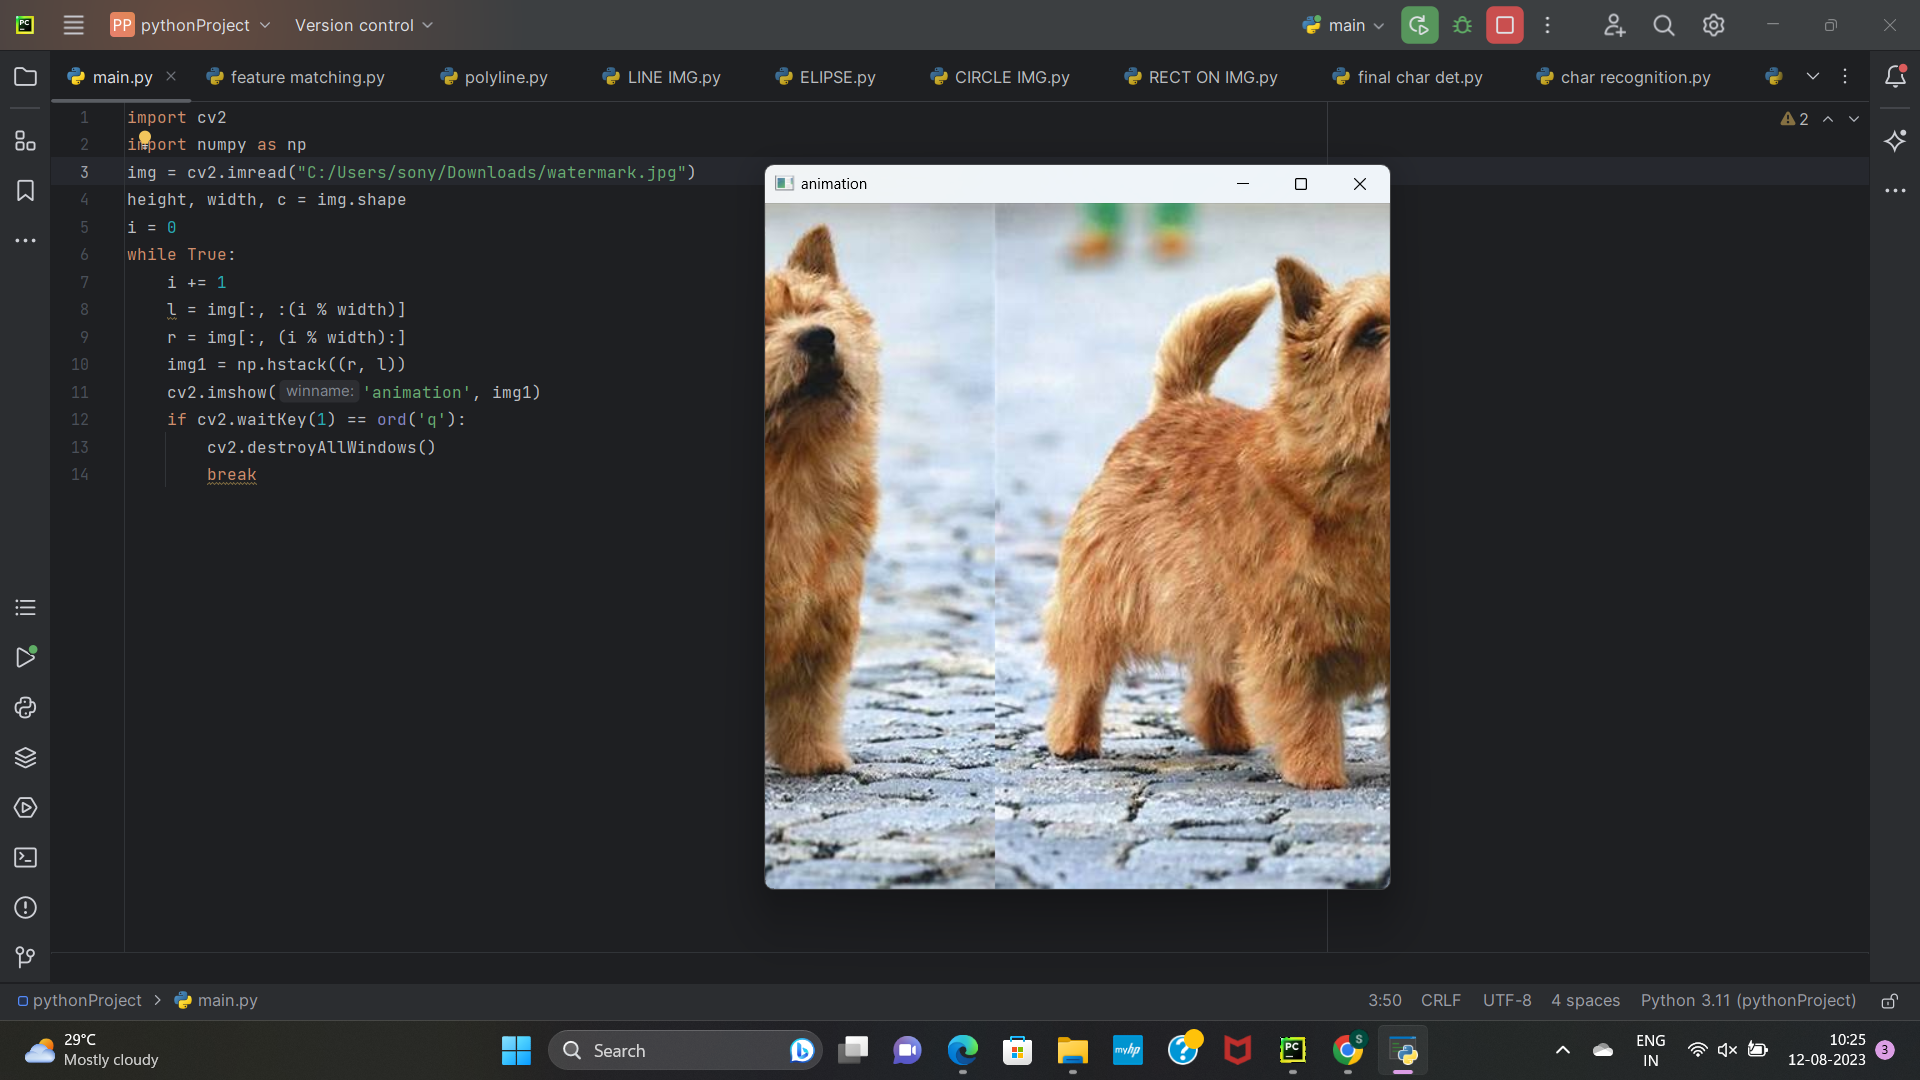 PC
PP pythonProject
Version control
main
main.py
feature matching.py
polyline.py
LINE IMG.py
ELIPSE.py
CIRCLE IMG.py
RECT ON IMG.py
final char det.py
char recognition.py
2
1 import cv2
2 import numpy as np
3 img = cv2.imread("C:/Users/sony/Downloads/watermark.jpg")
4 height, width, c = img.shape
5 i = 0
6 while True:
7 i += 1
8 l = img[:, :(i % width)]
9 r = img[:, (i % width):]
10 img1 = np.hstack((r, l))
11 cv2.imshow( winname: 'animation', img1)
12 if cv2.waitKey(1) == ord('q'):
13 cv2.destroyAllWindows()
14 break
animation
pythonProject > main.py
3:50 CRLF UTF-8 4 spaces Python 3.11 (pythonProject)
29°C
Mostly cloudy
Search
myhp
?
PC
S
ENG
IN
10:25
12-08-2023
3